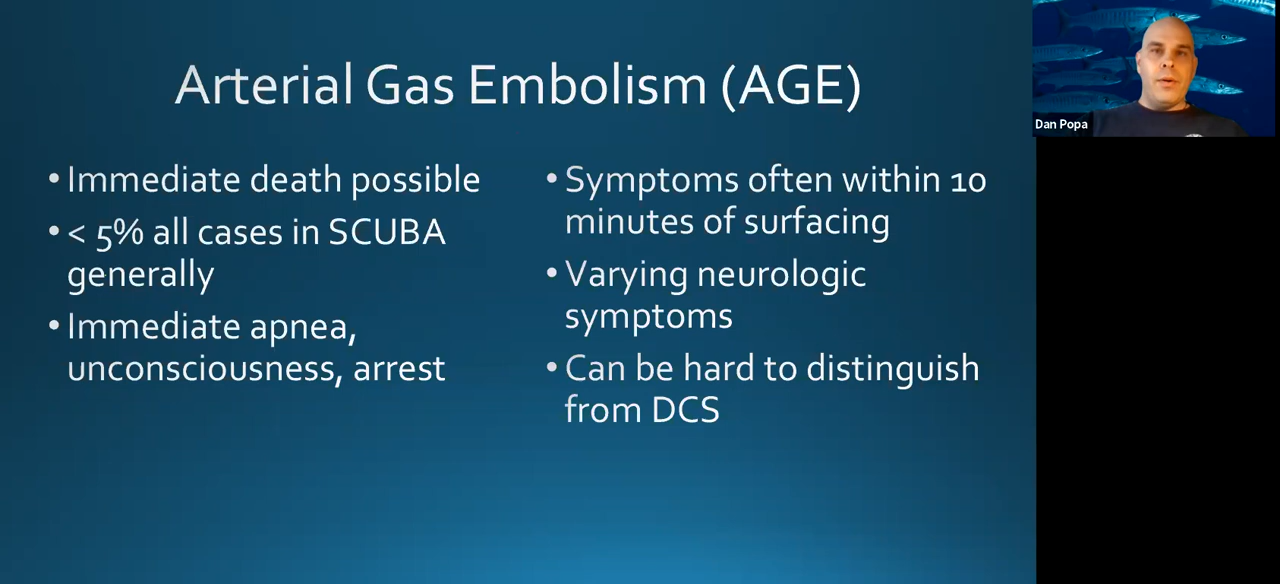 Arterial Gas Embolism (AGE)
• Immediate death possible
• < 5% all cases in SCUBA
generally
• Immediate apnea,
unconsciousness, arrest
• Symptoms often within 10
minutes of surfacing
• Varying neurologic
symptoms
• Can be hard to distinguish
from DCS
Dan Popa